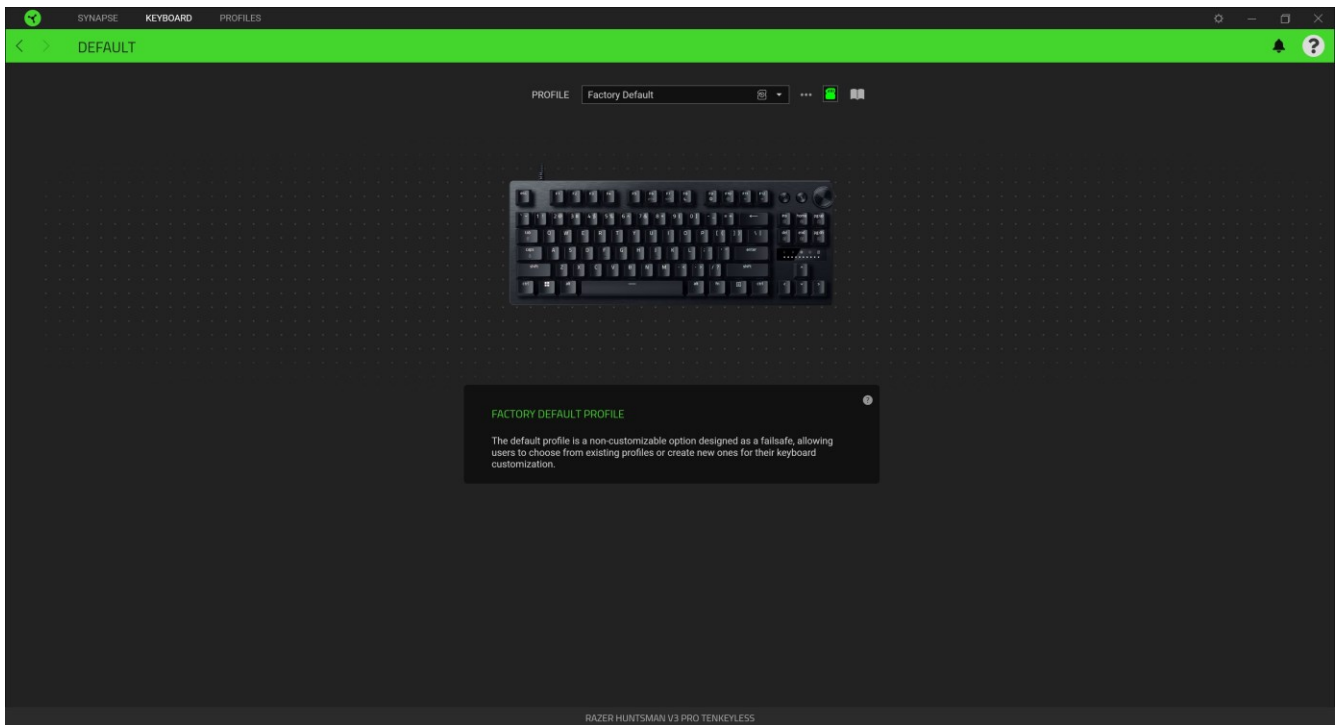 SYNAPSE KEYBOARD PROFILES
DEFAULT
PROFILE Factory Default
FACTORY DEFAULT PROFILE
The default profile is a non-customizable option designed as a failsafe, allowing
users to choose from existing profiles or create new ones for their keyboard
customization.
RAZER HUNTSMAN V3 PRO TENKEYLESS